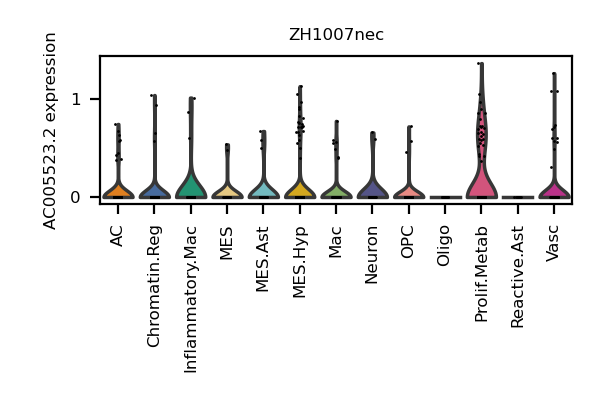 ZH1007nec
AC005523.2 expression
1
0
AC
Chromatin.Reg
Inflammatory.Mac
MES
MES.Ast
MES.Hyp
Mac
Neuron
OPC
Oligo
Prolif.Metab
Reactive.Ast
Vasc